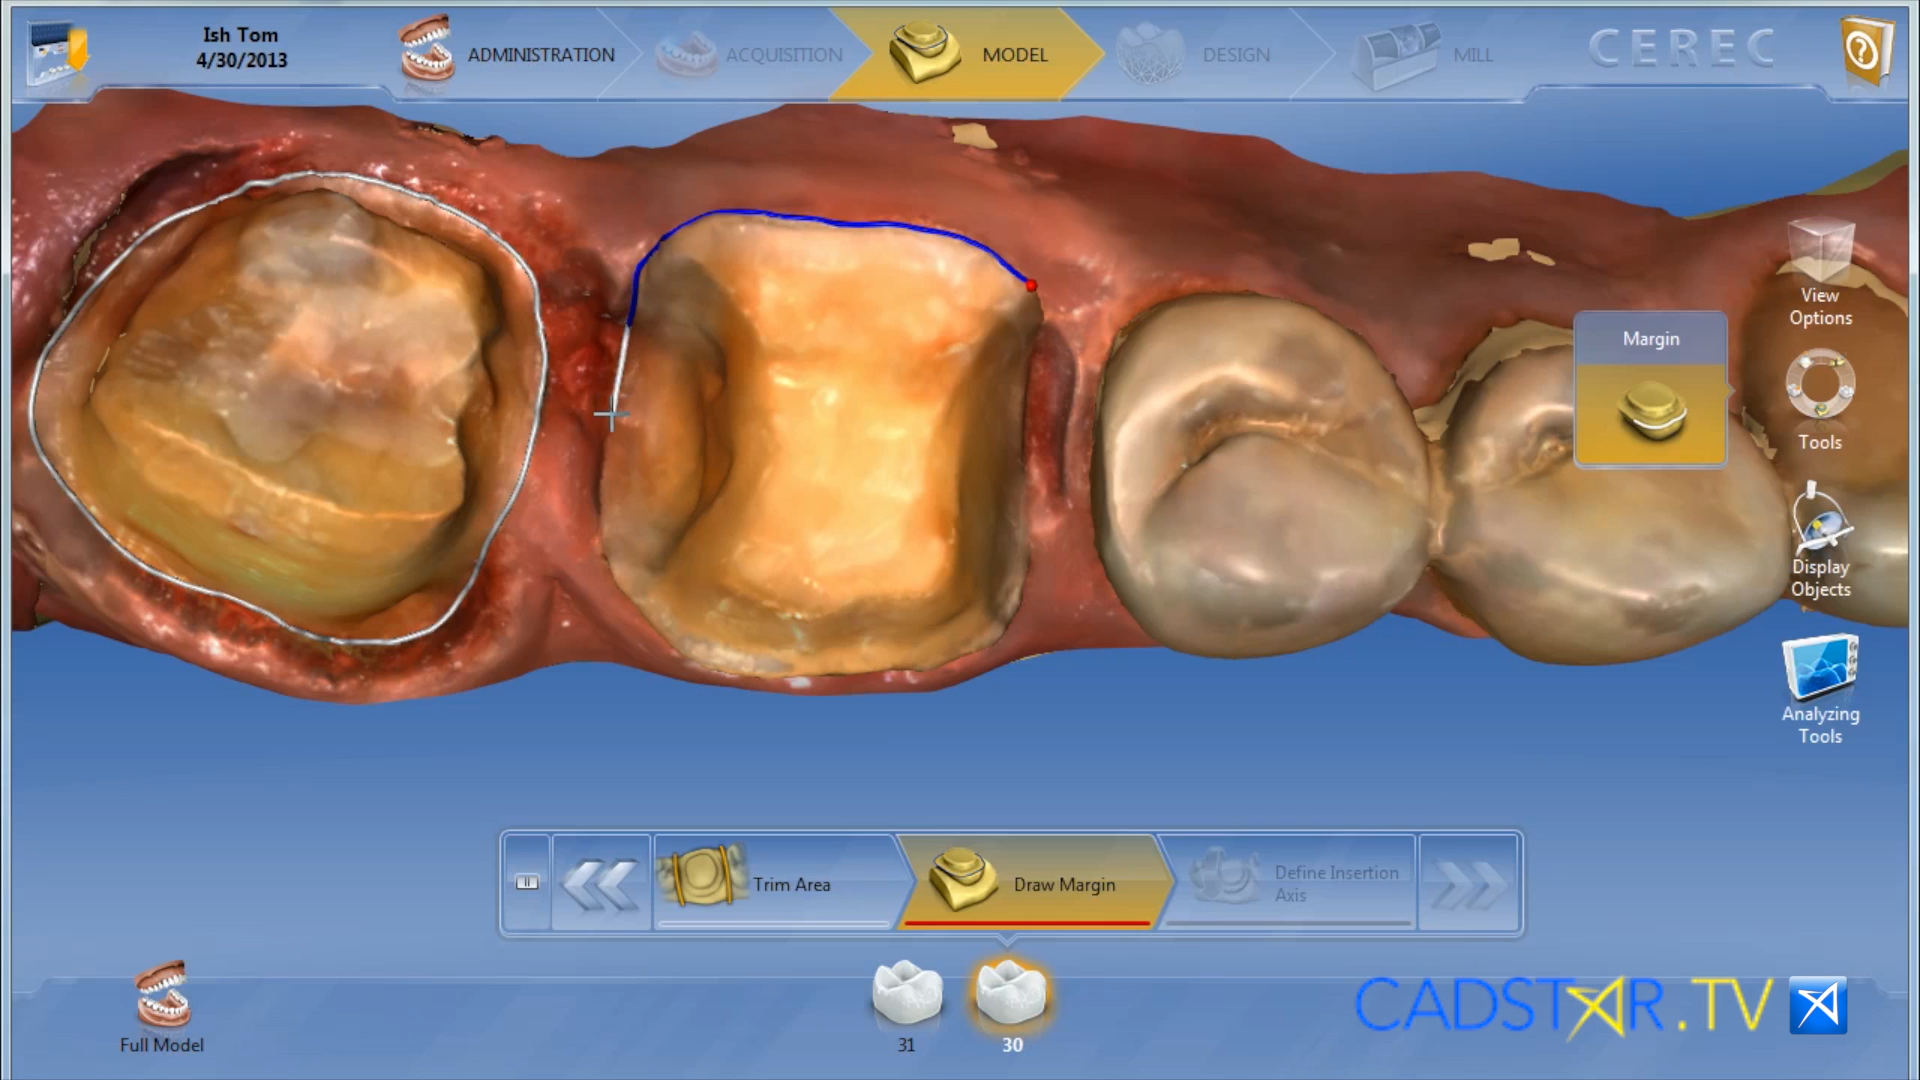 Ish Tom
4/30/2013
ADMINISTRATION
ACQUISITION
MODEL
DESIGN
MILL
CEREC
View
Options
Margin
Tools
Display
Objects
Analyzing
Tools
Trim Area
Draw Margin
Define Insertion
Axis
Full Model
31
30
CADSTAR.TV